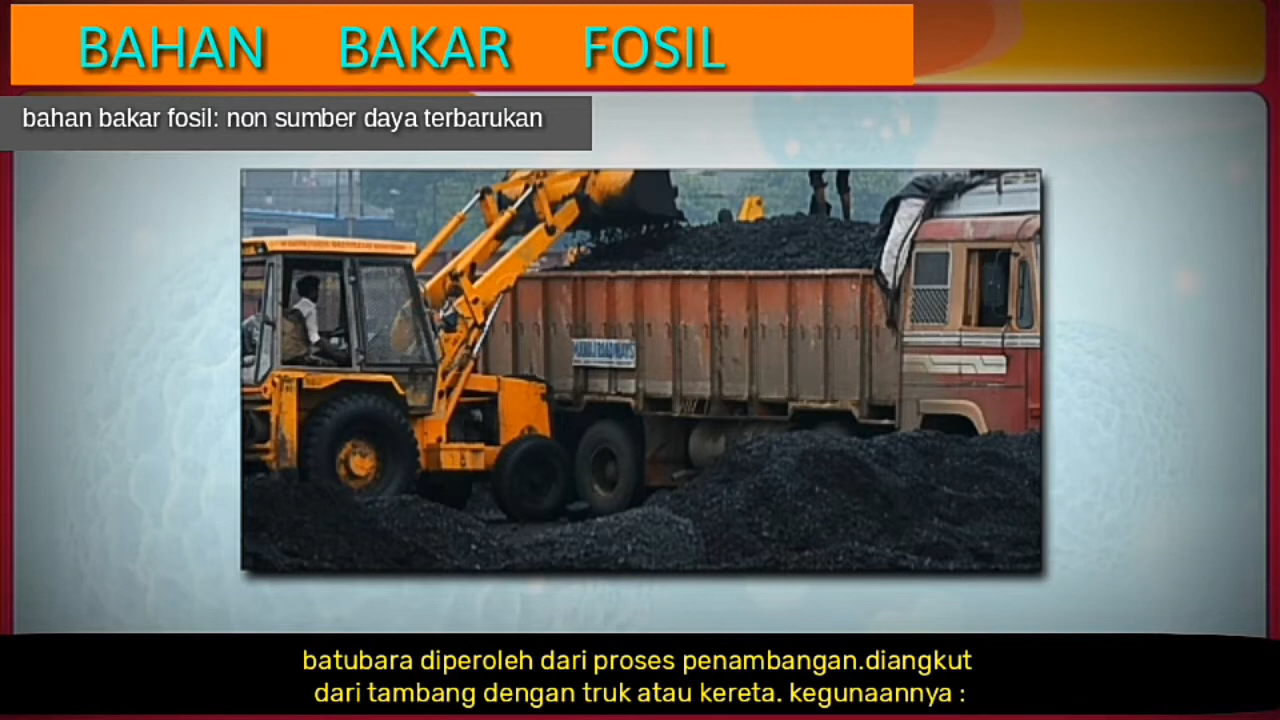 BAHAN BAKAR FOSIL
bahan bakar fosil: non sumber daya terbarukan
batubara diperoleh dari proses penambangan.diangkut
dari tambang dengan truk atau kereta. kegunaannya :